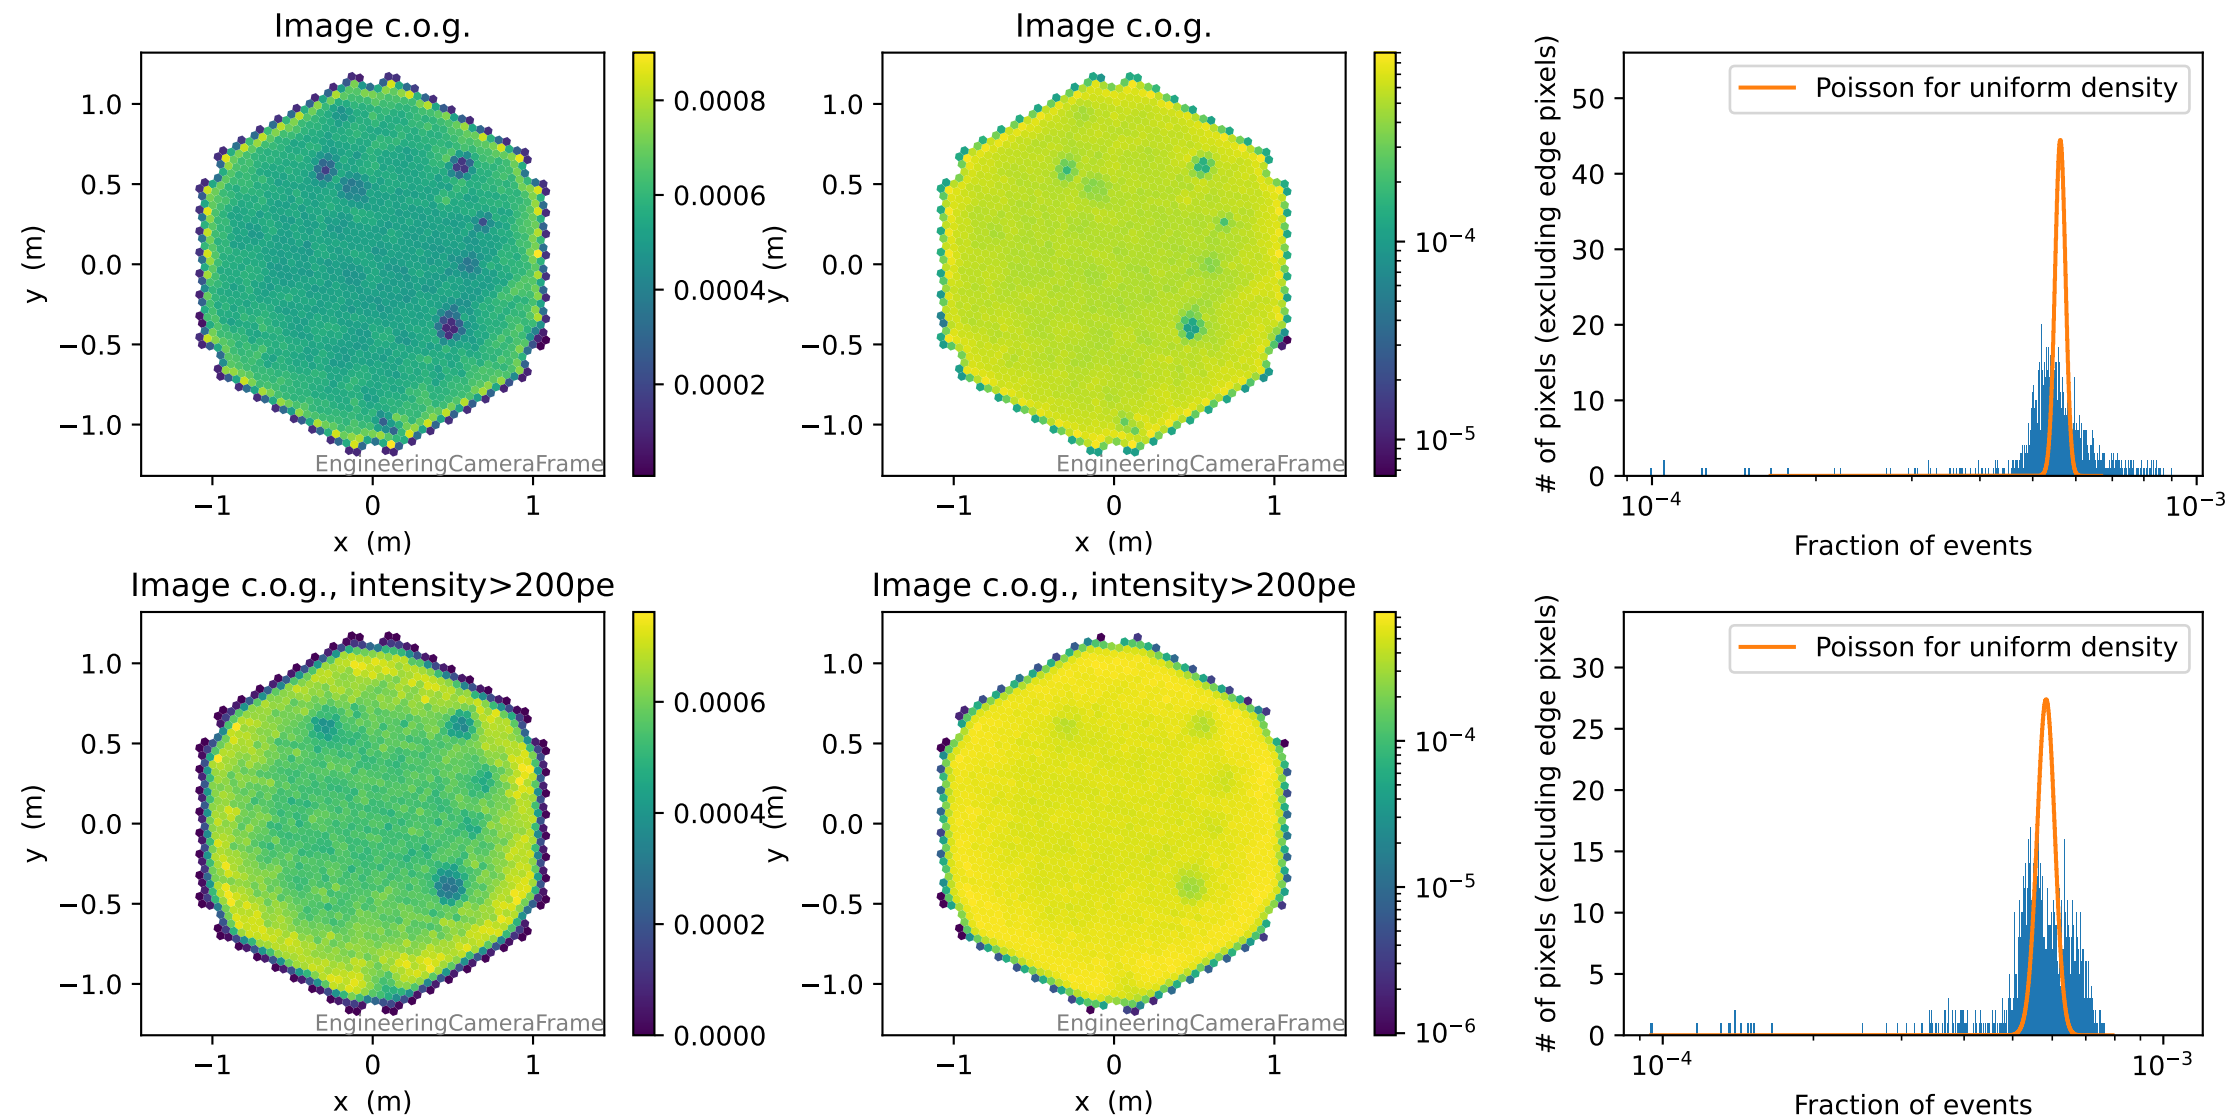 Image c.o.g.
1.0
0.5
0.0
−0.5
−1.0
y (m)
−1
0
1
x (m)
EngineeringCameraFrame
0.0008
0.0006
0.0004
0.0002
Image c.o.g.
1.0
0.5
0.0
−0.5
−1.0
y (m)
−1
0
1
x (m)
EngineeringCameraFrame
10⁻⁴
10⁻⁵
# of pixels (excluding edge pixels)
50
40
30
20
10
0
Poisson for uniform density
10⁻⁴
10⁻³
Fraction of events
Image c.o.g., intensity>200pe
1.0
0.5
0.0
−0.5
−1.0
y (m)
−1
0
1
x (m)
EngineeringCameraFrame
0.0006
0.0004
0.0002
0.0000
Image c.o.g., intensity>200pe
1.0
0.5
0.0
−0.5
−1.0
y (m)
−1
0
1
x (m)
EngineeringCameraFrame
10⁻⁴
10⁻⁵
10⁻⁶
# of pixels (excluding edge pixels)
30
25
20
15
10
5
0
Poisson for uniform density
10⁻⁴
10⁻³
Fraction of events